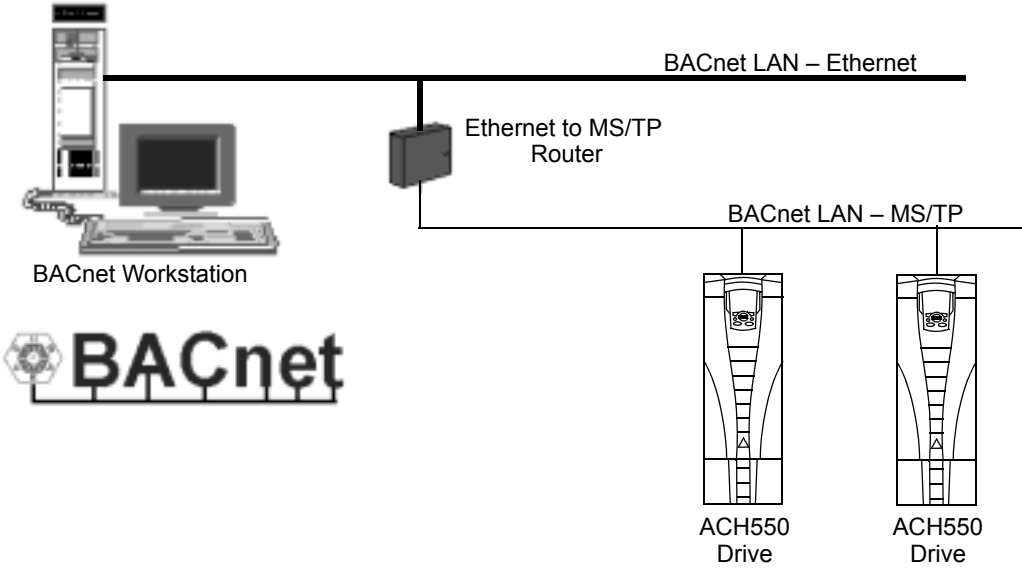 BACnet LAN – Ethernet
Ethernet to MS/TP
Router
BACnet LAN – MS/TP
BACnet Workstation
BACnet
ACH550
Drive
ACH550
Drive